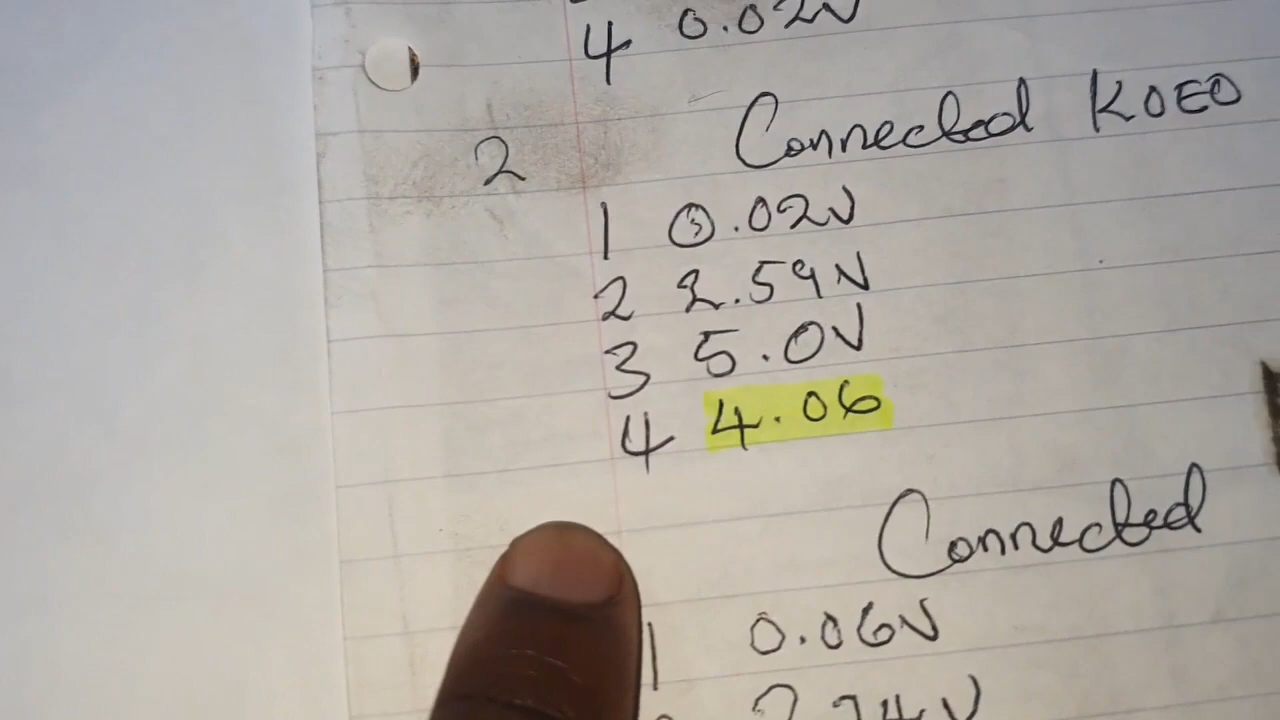 4 0.02V
2 Connected KOEO
1 0.02V
2 2.59V
3 5.0V
4 4.06
Connected
1 0.06V